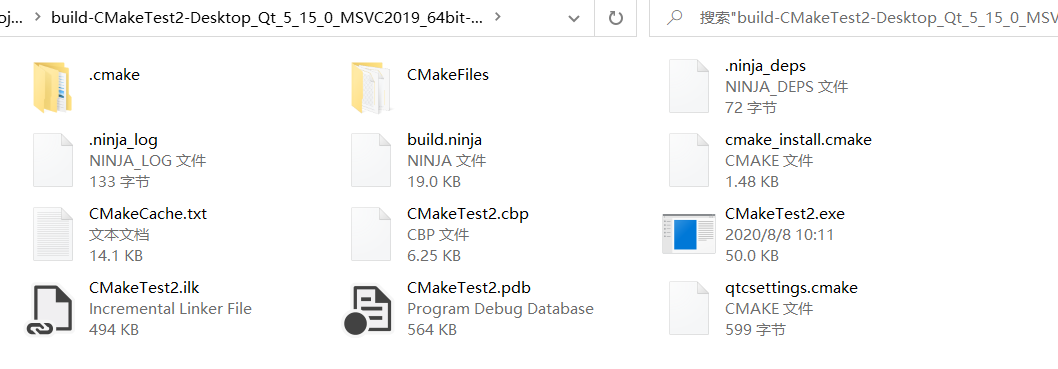 oj... build-CMakeTest2-Desktop_Qt_5_15_0_MSVC2019_64bit-... 搜索"build-CMakeTest2-Desktop_Qt_5_15_0_MSV
.cmake
CMakeFiles
.ninja_deps
NINJA_DEPS 文件
72 字节
.ninja_log
NINJA_LOG 文件
133 字节
build.ninja
NINJA 文件
19.0 KB
cmake_install.cmake
CMAKE 文件
1.48 KB
CMakeCache.txt
文本文档
14.1 KB
CMakeTest2.cbp
CBP 文件
6.25 KB
CMakeTest2.exe
2020/8/8 10:11
50.0 KB
CMakeTest2.ilk
Incremental Linker File
494 KB
CMakeTest2.pdb
Program Debug Database
564 KB
qtcsettings.cmake
CMAKE 文件
599 字节